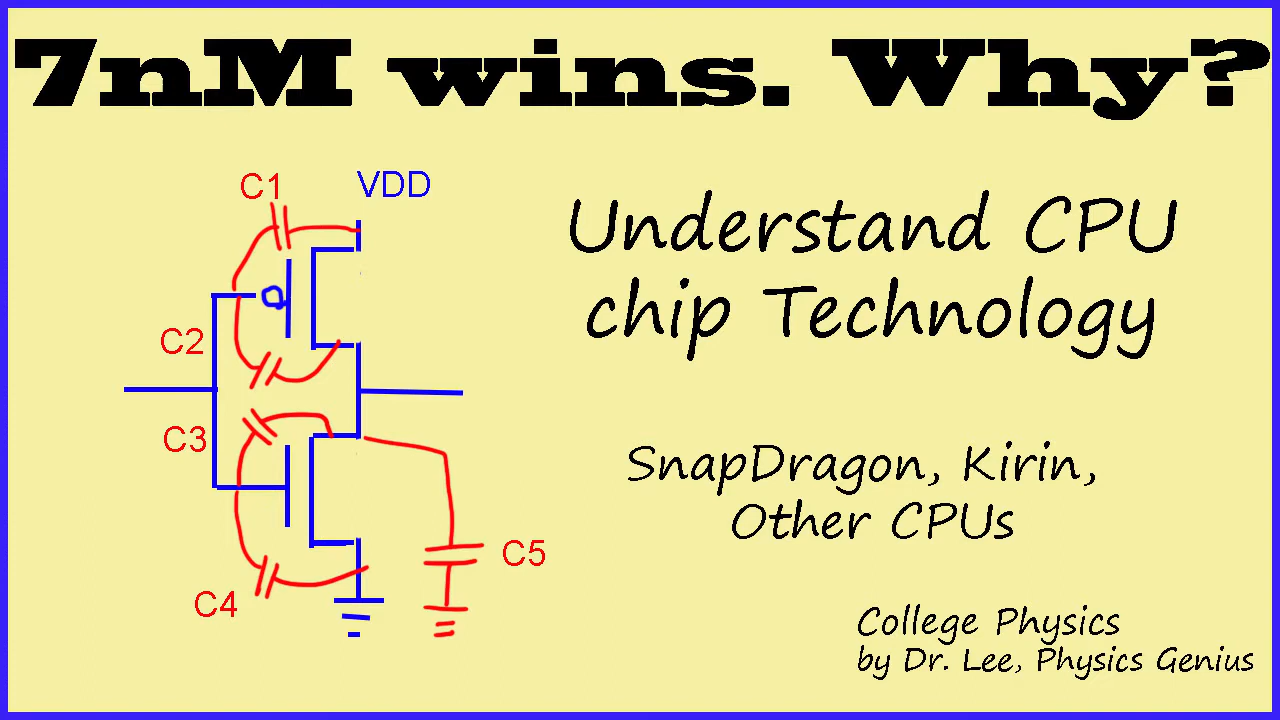 7nM wins. Why?
C1
VDD
Understand CPU
chip Technology
C2
C3
SnapDragon, Kirin,
Other CPUs
C5
C4
College Physics
by Dr. Lee, Physics Genius